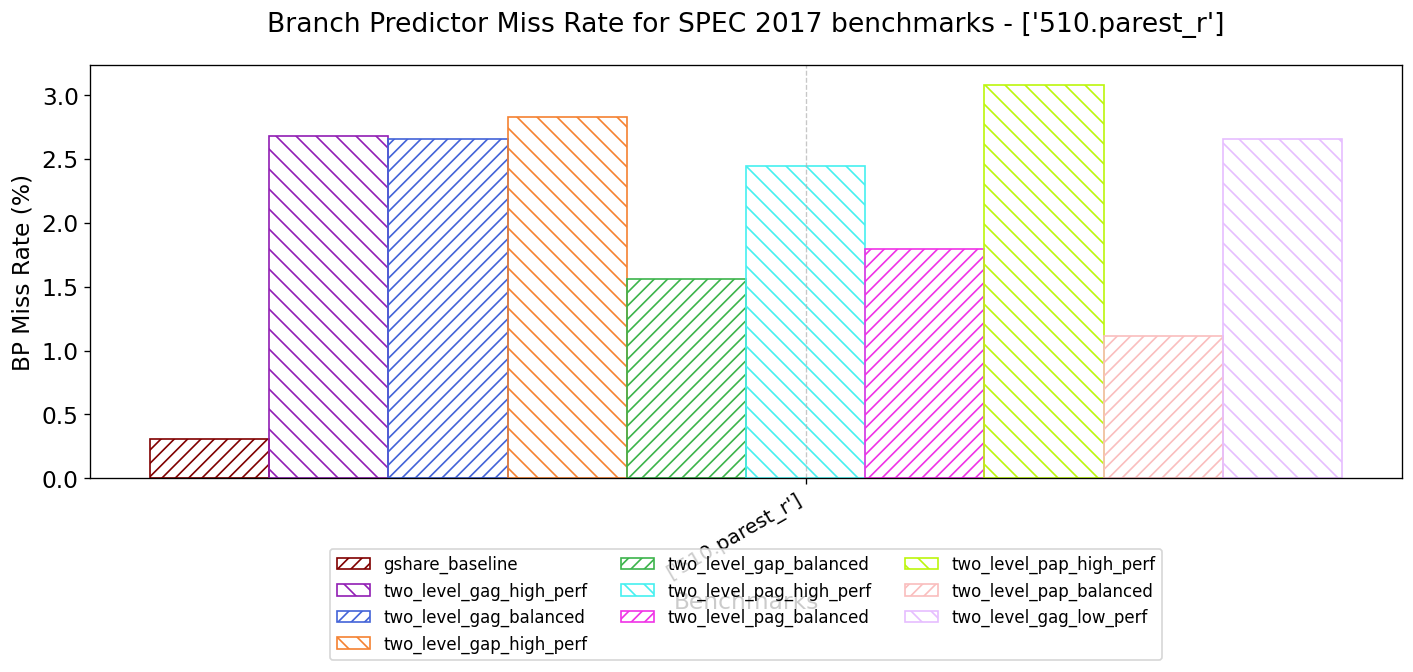 Branch Predictor Miss Rate for SPEC 2017 benchmarks - ['510.parest_r']
BP Miss Rate (%)
3.0
2.5
2.0
1.5
1.0
0.5
0.0
['510.parest_r']
Benchmarks
gshare_baseline
two_level_gag_high_perf
two_level_gag_balanced
two_level_gap_high_perf
two_level_gap_balanced
two_level_pag_high_perf
two_level_pag_balanced
two_level_pap_high_perf
two_level_pap_balanced
two_level_gag_low_perf